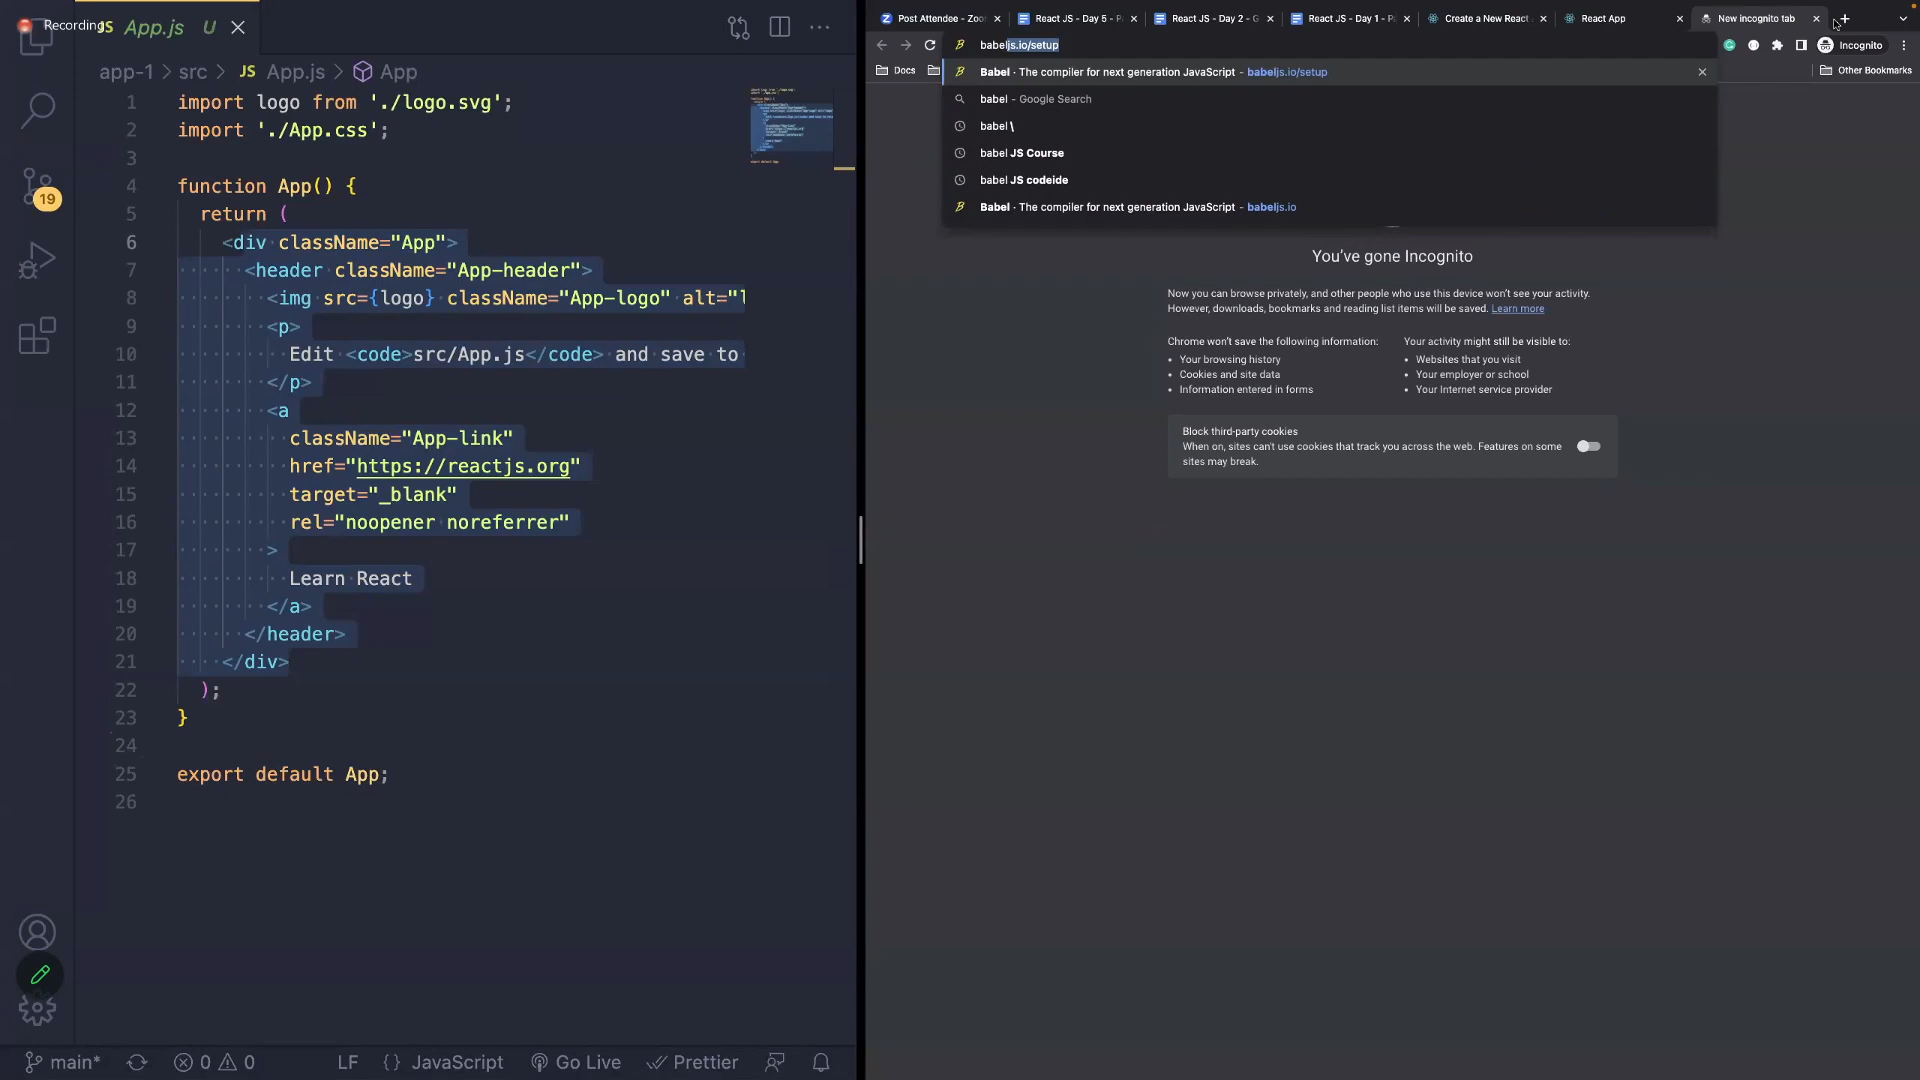 Recording
JS App.js U
app-1 > src > JS App.js > App
1 import logo from './logo.svg';
2 import './App.css';
3
4 function App() {
5 return (
6 <div className="App">
7 <header className="App-header">
8 <img src={logo} className="App-logo" alt="l
9 <p>
10 Edit <code>src/App.js</code> and save to
11 </p>
12 <a
13 className="App-link"
14 href="https://reactjs.org"
15 target="_blank"
16 rel="noopener noreferrer"
17 >
18 Learn React
19 </a>
20 </header>
21 </div>
22 );
23 }
24
25 export default App;
26
19
main* 0 0 LF {} JavaScript Go Live Prettier
Post Attendee - Zoo
React JS - Day 5 - P
React JS - Day 2 - G
React JS - Day 1 - P
Create a New React
React App
New incognito tab
babeljs.io/setup
Incognito
Docs
Other Bookmarks
Babel · The compiler for next generation JavaScript - babeljs.io/setup
babel - Google Search
babel \
babel JS Course
babel JS codeide
Babel · The compiler for next generation JavaScript - babeljs.io
You've gone Incognito
Now you can browse privately, and other people who use this device won't see your activity.
However, downloads, bookmarks and reading list items will be saved. Learn more
Chrome won't save the following information:
• Your browsing history
• Cookies and site data
• Information entered in forms
Your activity might still be visible to:
• Websites that you visit
• Your employer or school
• Your Internet service provider
Block third-party cookies
When on, sites can't use cookies that track you across the web. Features on some
sites may break.